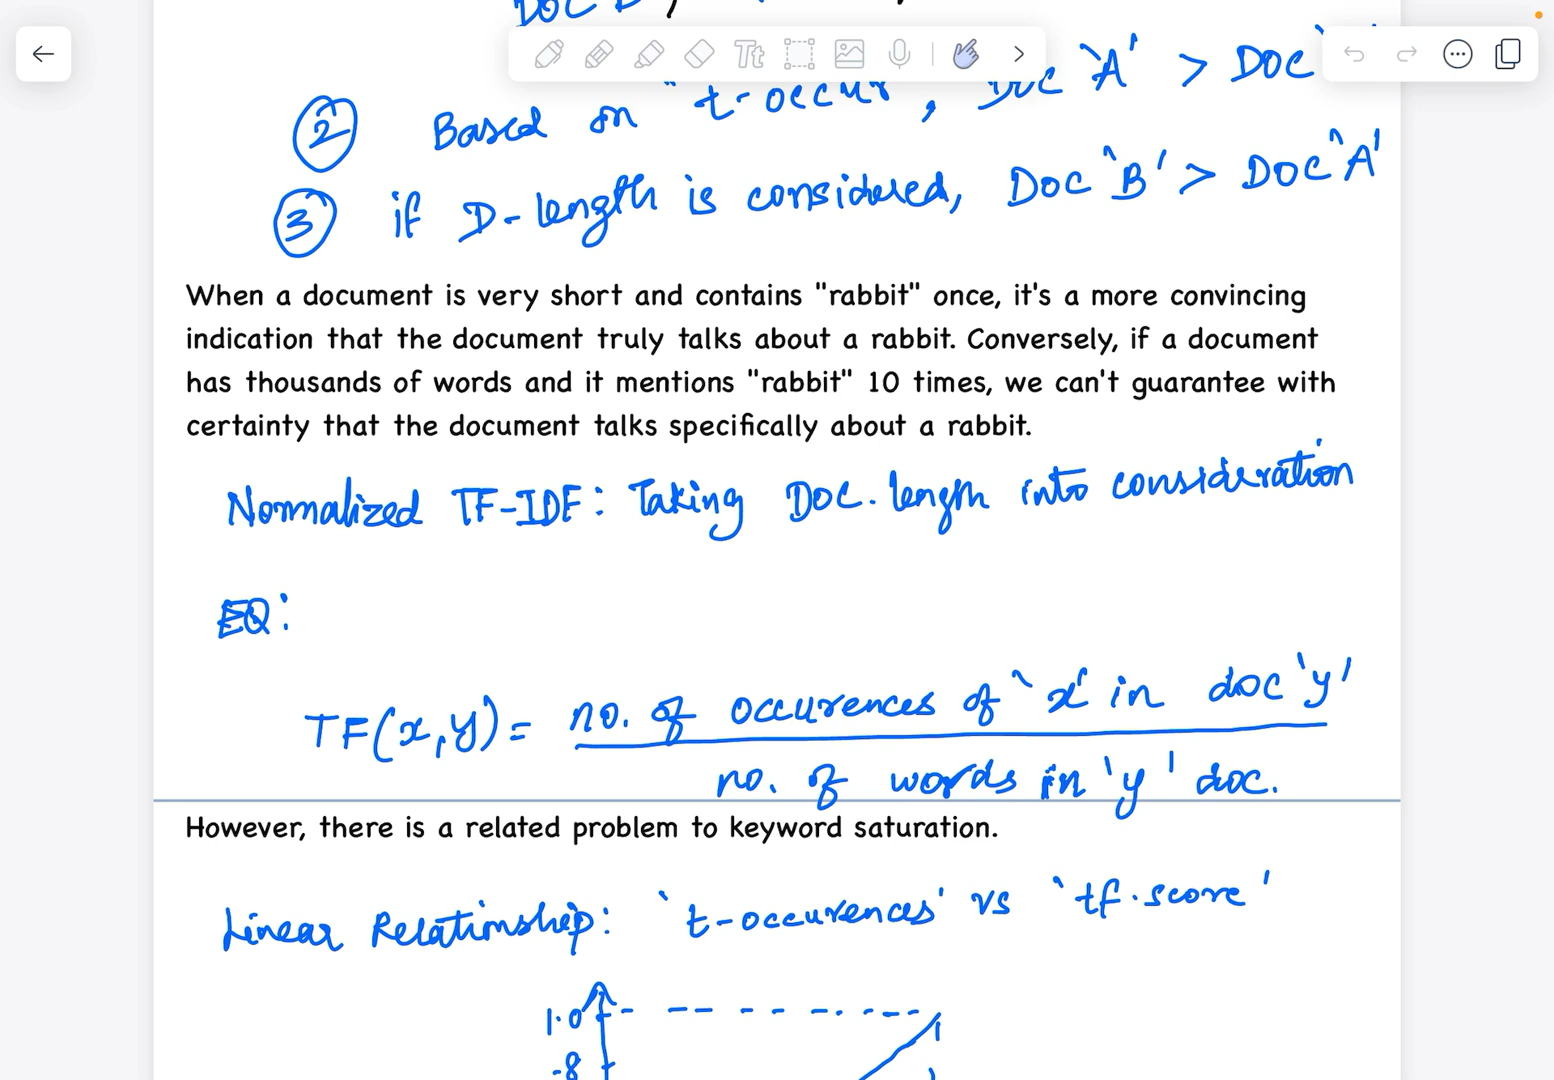 Tt
② Based on "t-occur", Doc `A' > Doc
③ if D-length is considered, Doc `B' > Doc `A'
When a document is very short and contains "rabbit" once, it's a more convincing
indication that the document truly talks about a rabbit. Conversely, if a document
has thousands of words and it mentions "rabbit" 10 times, we can't guarantee with
certainty that the document talks specifically about a rabbit.
Normalized TF-IDF: Taking Doc. length into consideration
EQ:
TF(x,y) = no. of occurences of `x' in doc 'y'
no. of words in 'y' doc.
However, there is a related problem to keyword saturation.
Linear Relationship: `t-occurences' vs `tf.score'
1.0
.8